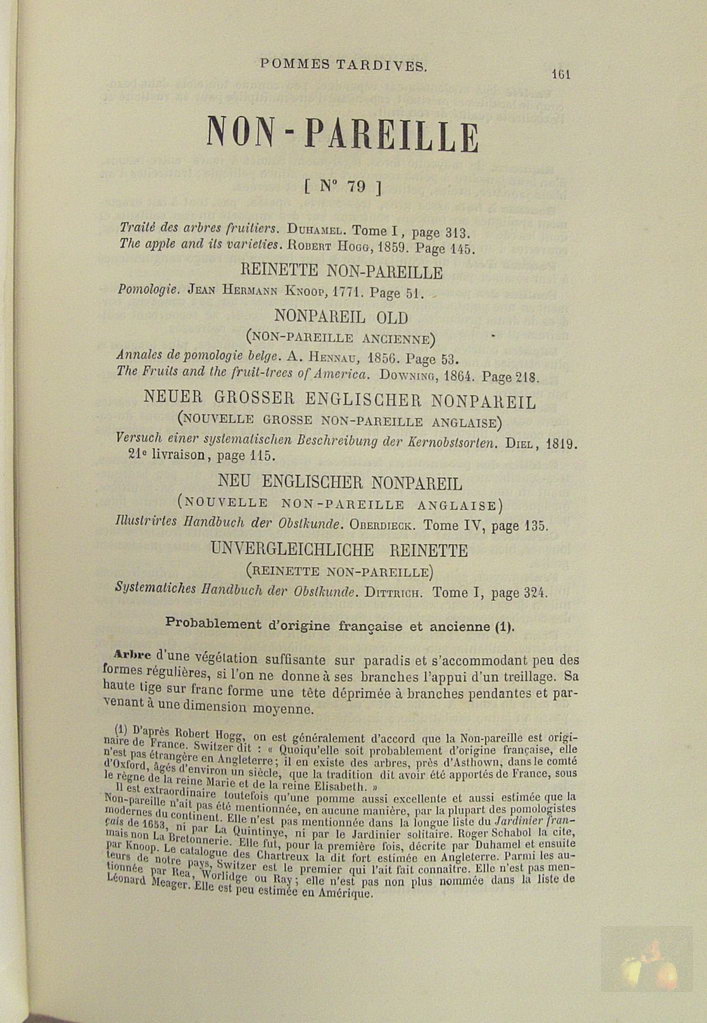 POMMES TARDIVES.
161
NON-PAREILLE
[ N° 79 ]
Traité des arbres fruitiers. DUHAMEL. Tome I, page 313.
The apple and its varieties. ROBERT HOGG, 1859. Page 145.
REINETTE NON-PAREILLE
Pomologie. JEAN HERMANN KNOOP, 1771. Page 51.
NONPAREIL OLD
(NON-PAREILLE ANCIENNE)
Annales de pomologie belge. A. HENNAU, 1856. Page 53.
The Fruits and the fruit-trees of America. DOWNING, 1864. Page 218.
NEUER GROSSER ENGLISCHER NONPAREIL
(NOUVELLE GROSSE NON-PAREILLE ANGLAISE)
Versuch einer systematischen Beschreibung der Kernobstsorten. DIEL, 1819.
21e livraison, page 115.
NEU ENGLISCHER NONPAREIL
(NOUVELLE NON-PAREILLE ANGLAISE)
Illustrirtes Handbuch der Obstkunde. OBERDIECK. Tome IV, page 135.
UNVERGLEICHLICHE REINETTE
(REINETTE NON-PAREILLE)
Systematiches Handbuch der Obstkunde. DITTRICH. Tome I, page 324.
Probablement d'origine française et ancienne (1).
Arbre d'une végétation suffisante sur paradis et s'accommodant peu des
formes régulières, si l'on ne donne à ses branches l'appui d'un treillage. Sa
haute tige sur franc forme une tête déprimée à branches pendantes et par-
venant à une dimension moyenne.
(1) D'après Robert Hogg, on est généralement d'accord que la Non-pareille est origi-
naire de France. Switzer dit : « Quoiqu'elle soit probablement d'origine française, elle
n'est pas étrangère en Angleterre; il en existe des arbres, près d'Asthown, dans le comté
d'Oxford, âgés d'environ un siècle, que la tradition dit avoir été apportés de France, sous
le règne de la reine Marie et de la reine Elisabeth. »
Il est extraordinaire toutefois qu'une pomme aussi excellente et aussi estimée que la
Non-pareille n'ait pas été mentionnée, en aucune manière, par la plupart des pomologistes
modernes du continent. Elle n'est pas mentionnée dans la longue liste du Jardinier fran-
çais de 1653, ni par La Quintinye, ni par le Jardinier solitaire. Roger Schabol la cite,
mais non La Bretonnerie. Elle fut, pour la première fois, décrite par Duhamel et ensuite
par Knoop. Le catalogue des Chartreux la dit fort estimée en Angleterre. Parmi les au-
teurs de notre pays, Switzer est le premier qui l'ait fait connaître. Elle n'est pas men-
tionnée par Rea, Worlidge ou Ray; elle n'est pas non plus nommée dans la liste de
Léonard Meager. Elle est peu estimée en Amérique.